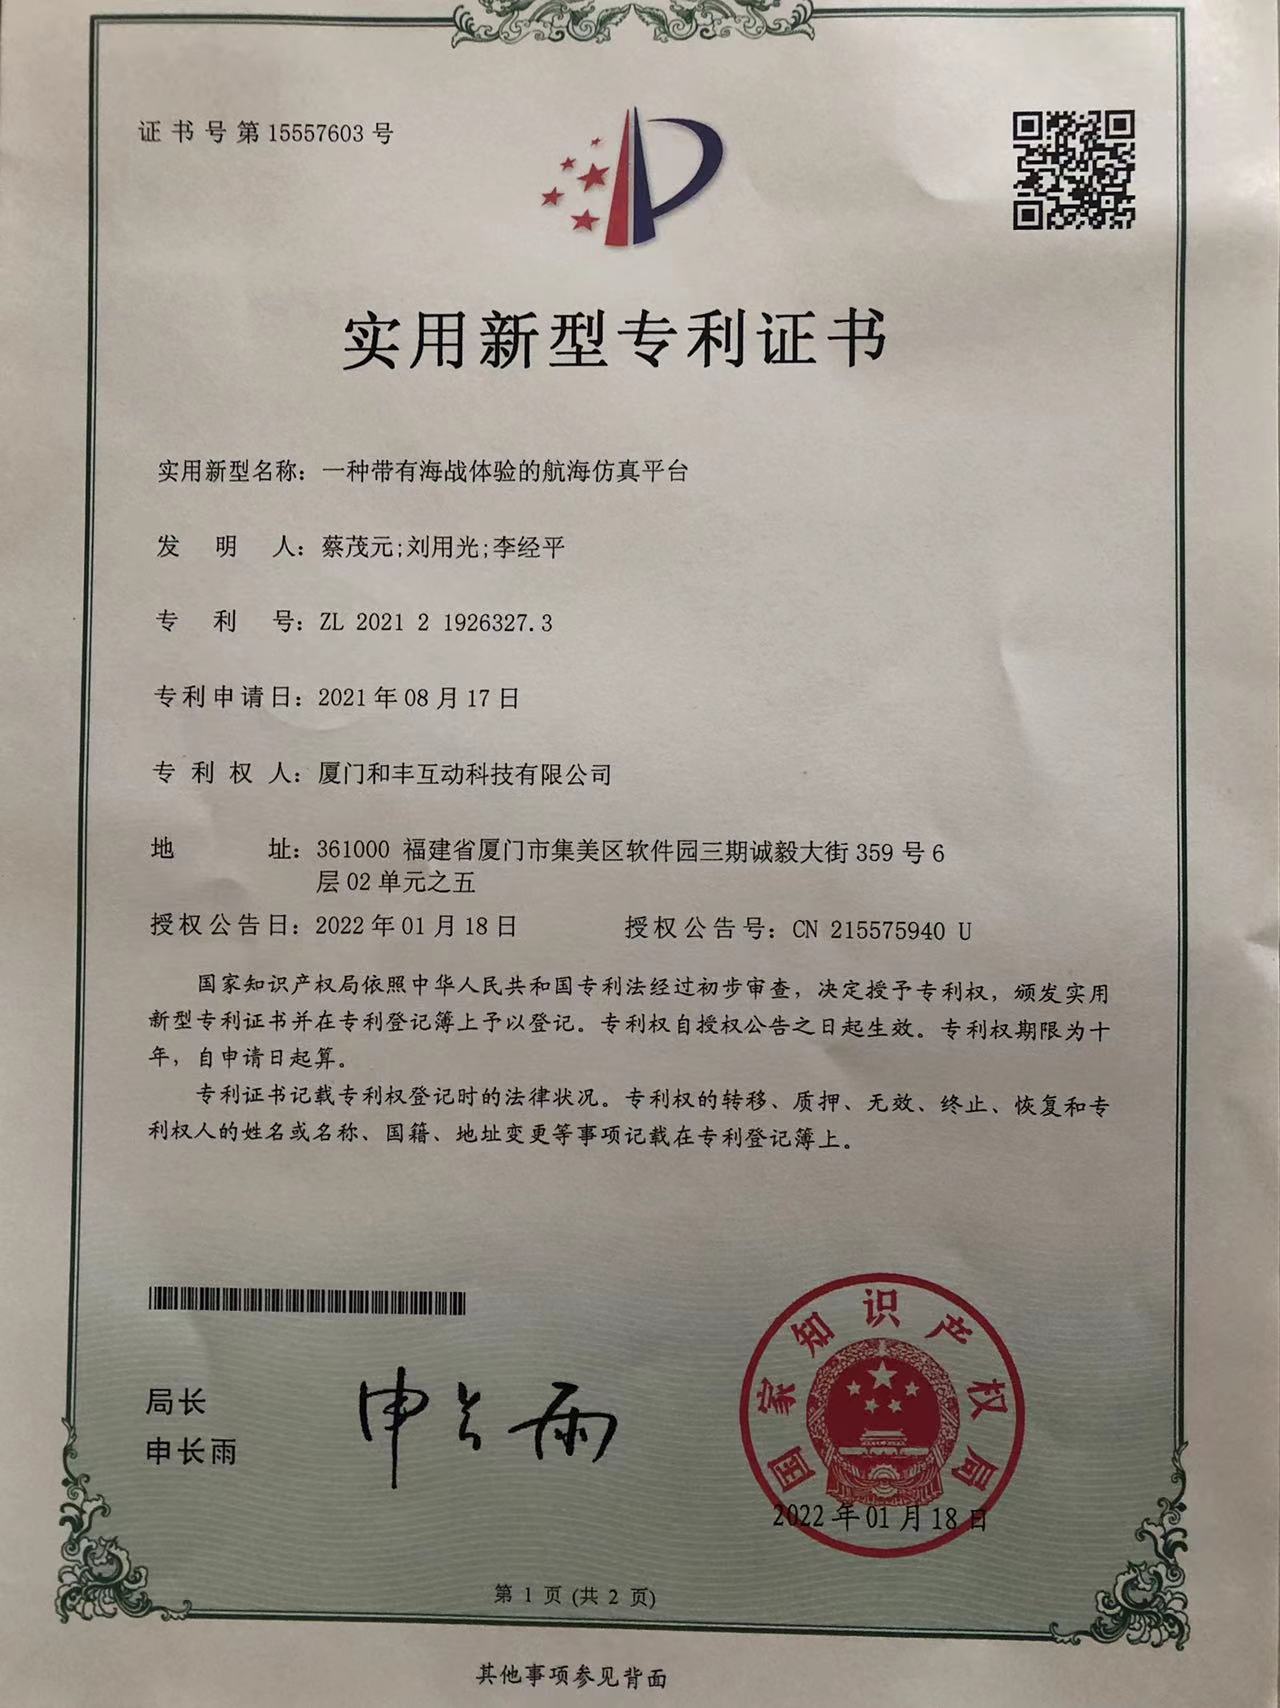 证书号第15557603号
实用新型专利证书
实用新型名称：一种带有海战体验的航海仿真平台
发明人：蔡茂元;刘用光;李经平
专利号：ZL 2021 2 1926327.3
专利申请日：2021年08月17日
专利权人：厦门和丰互动科技有限公司
地址：361000 福建省厦门市集美区软件园三期诚毅大街359号6
层02单元之五
授权公告日：2022年01月18日 授权公告号：CN 215575940 U
国家知识产权局依照中华人民共和国专利法经过初步审查，决定授予专利权，颁发实用
新型专利证书并在专利登记簿上予以登记。专利权自授权公告之日起生效。专利权期限为十
年，自申请日起算。
专利证书记载专利权登记时的法律状况。专利权的转移、质押、无效、终止、恢复和专
利权人的姓名或名称、国籍、地址变更等事项记载在专利登记簿上。
局长
申长雨
申长雨
国家知识产权局
2022年01月18日
第 1 页 (共 2 页)
其他事项参见背面